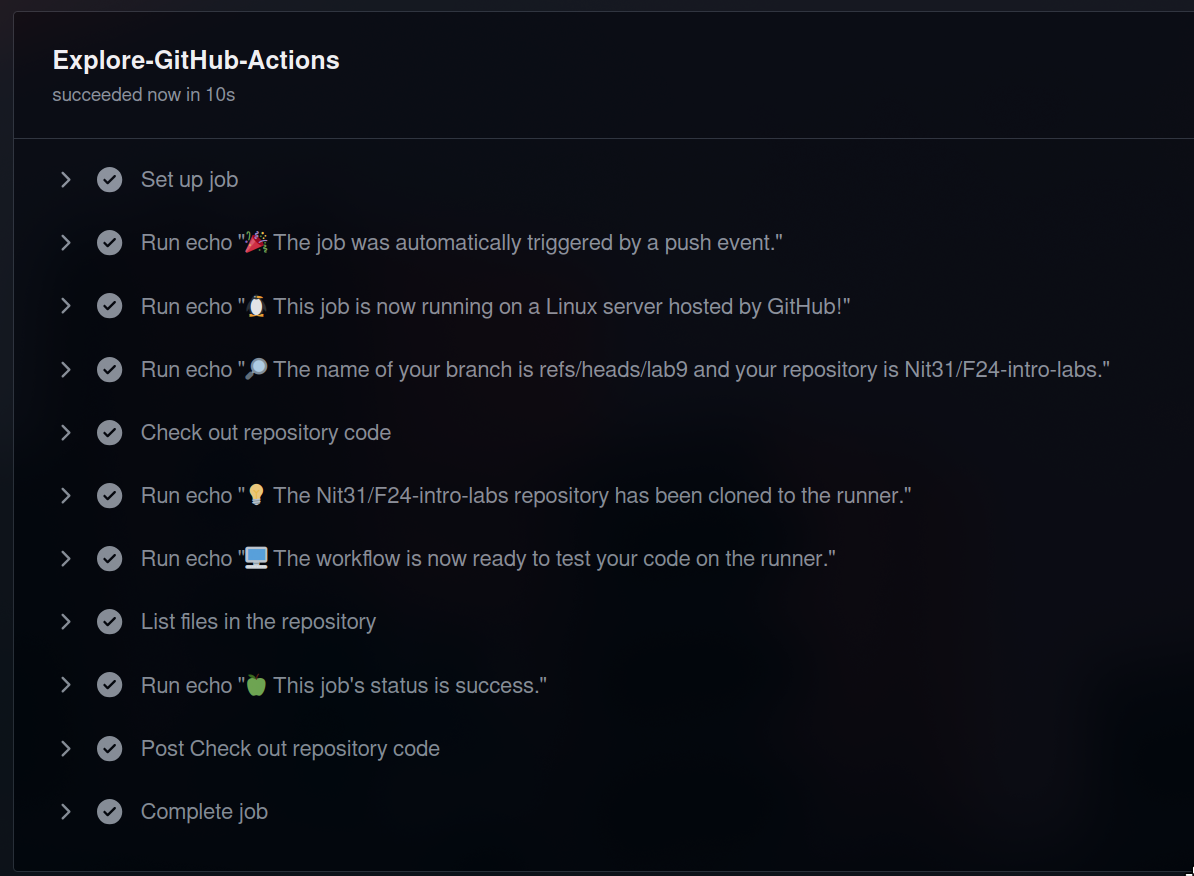 Explore-GitHub-Actions
succeeded now in 10s
Set up job
Run echo "🎉 The job was automatically triggered by a push event."
Run echo "🐧 This job is now running on a Linux server hosted by GitHub!"
Run echo "🔎 The name of your branch is refs/heads/lab9 and your repository is Nit31/F24-intro-labs."
Check out repository code
Run echo "💡 The Nit31/F24-intro-labs repository has been cloned to the runner."
Run echo "🖥️ The workflow is now ready to test your code on the runner."
List files in the repository
Run echo "🍏 This job's status is success."
Post Check out repository code
Complete job